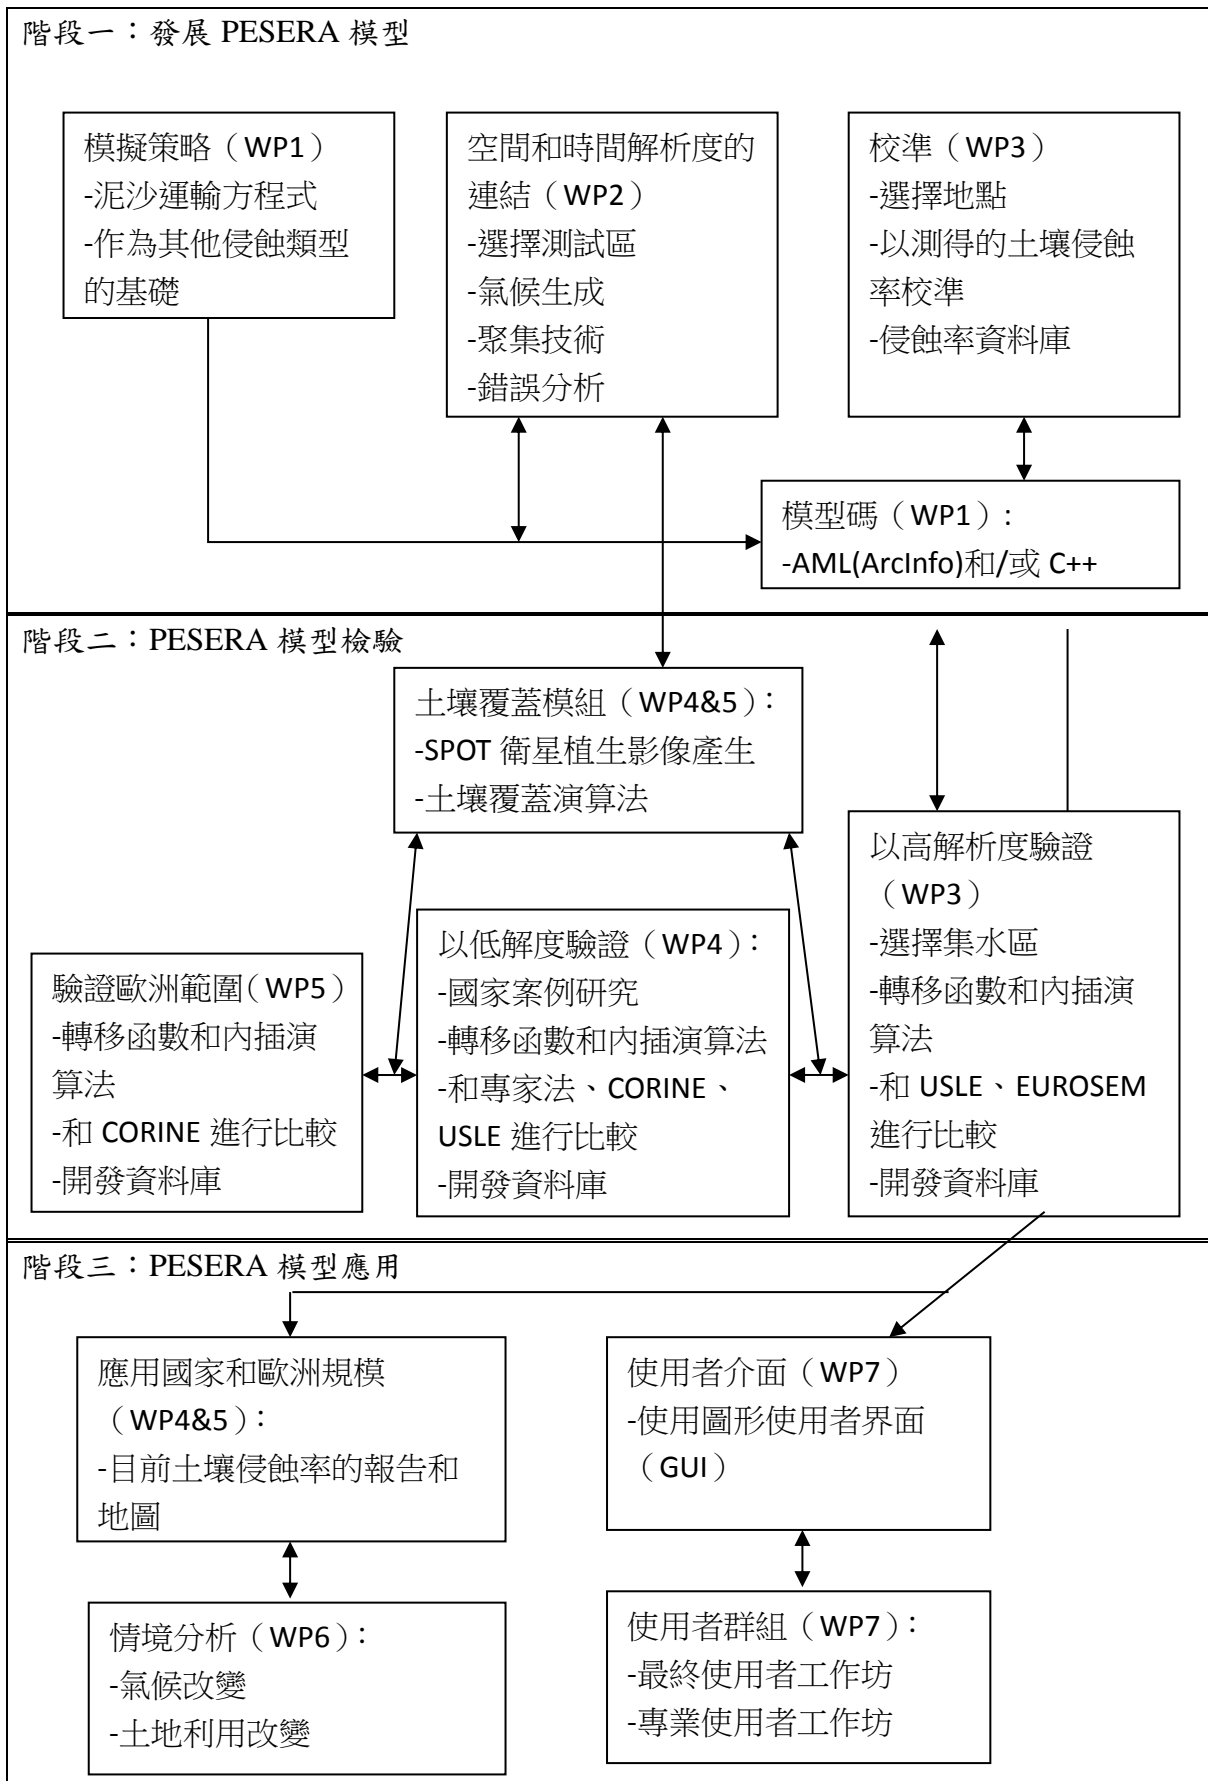 階段一：發展 PESERA 模型
模擬策略（WP1）
-泥沙運輸方程式
-作為其他侵蝕類型
的基礎
空間和時間解析度的
連結（WP2）
-選擇測試區
-氣候生成
-聚集技術
-錯誤分析
校準（WP3）
-選擇地點
-以測得的土壤侵蝕
率校準
-侵蝕率資料庫
模型碼（WP1）:
-AML(ArcInfo)和/或 C++
階段二：PESERA 模型檢驗
土壤覆蓋模組（WP4&5）:
-SPOT 衛星植生影像產生
-土壤覆蓋演算法
驗證歐洲範圍（WP5）
-轉移函數和內插演
算法
-和 CORINE 進行比較
-開發資料庫
以低解度驗證（WP4）:
-國家案例研究
-轉移函數和內插演算法
-和專家法、CORINE、
USLE 進行比較
-開發資料庫
以高解析度驗證
（WP3）
-選擇集水區
-轉移函數和內插演
算法
-和 USLE、EUROSEM
進行比較
-開發資料庫
階段三：PESERA 模型應用
應用國家和歐洲規模
（WP4&5）:
-目前土壤侵蝕率的報告和
地圖
使用者介面（WP7）
-使用圖形使用者界面
（GUI）
情境分析（WP6）:
-氣候改變
-土地利用改變
使用者群組（WP7）:
-最終使用者工作坊
-專業使用者工作坊